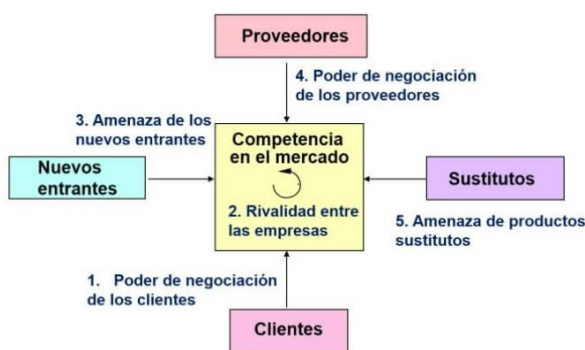 Proveedores
4. Poder de negociación
de los proveedores
3. Amenaza de los
nuevos entrantes
Competencia
en el mercado
Nuevos
entrantes
Sustitutos
2. Rivalidad entre
las empresas
5. Amenaza de productos
sustitutos
1. Poder de negociación
de los clientes
Clientes